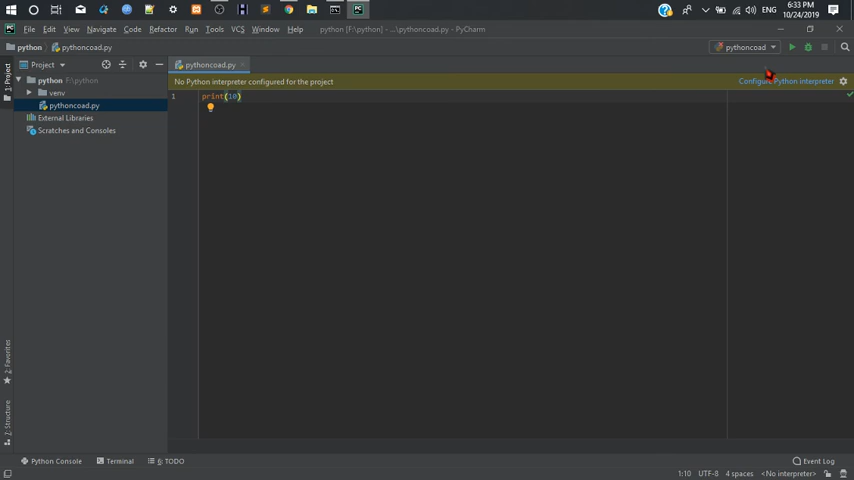 6:33 PM
ENG
10/24/2019
File Edit View Navigate Code Refactor Run Tools VCS Window Help python [F:\python] - ...\pythoncoad.py - PyCharm
python pythoncoad.py
pythoncoad
1: Project
Project
pythoncoad.py
python F:\python
No Python interpreter configured for the project
Configure Python interpreter
venv
1
print(10)
pythoncoad.py
External Libraries
Scratches and Consoles
2: Favorites
Z: Structure
Python Console
Terminal
6: TODO
Event Log
1:10 UTF-8 4 spaces <No interpreter>